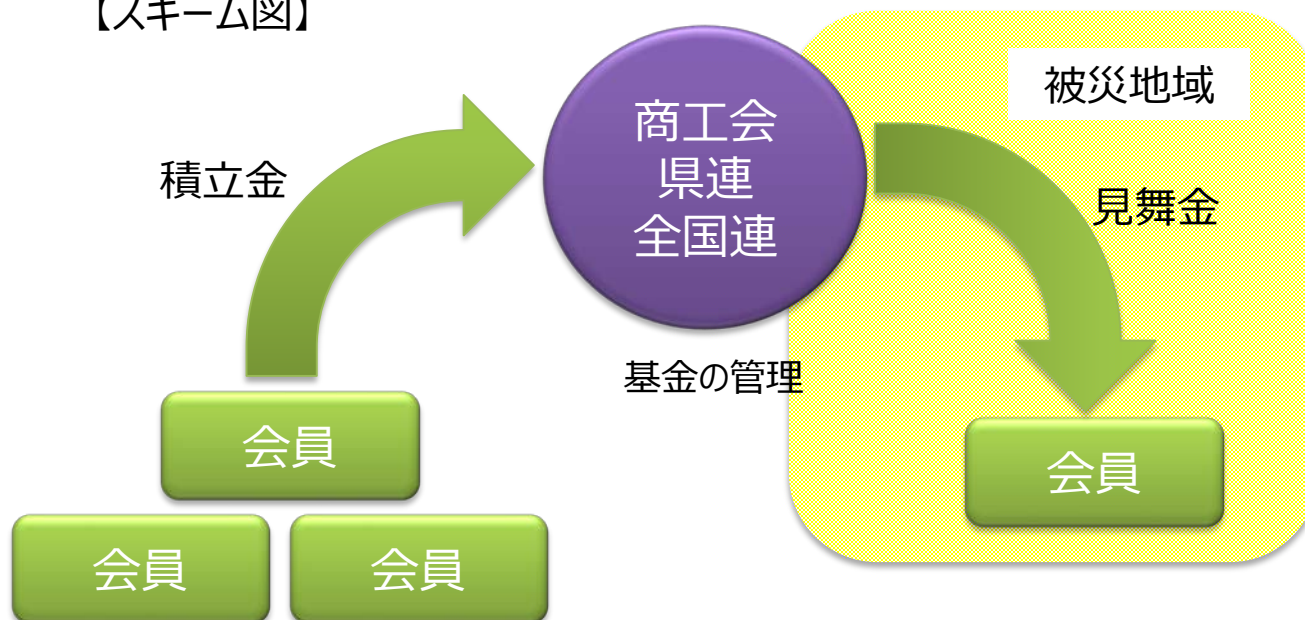 【スキーム図】
被災地域
商工会
県連
全国連
積立金
見舞金
基金の管理
会員
会員
会員
会員